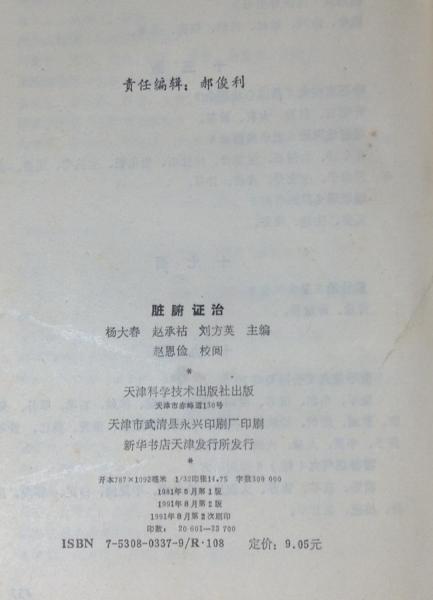 责任编辑：郝俊利
脏腑证治
杨大春 赵承祜 刘方英 主编
赵恩俭 校阅
*
天津科学技术出版社出版
天津市赤峰道130号
天津市武清县永兴印刷厂印刷
新华书店天津发行所发行
*
开本787×1092毫米 1/32印张14.75 字数309 000
1981年5月第1版
1991年8月第2版
1991年8月第2次刷印
印数：20 601—23 700
ISBN 7-5308-0337-9/R·108 定价：9.05元